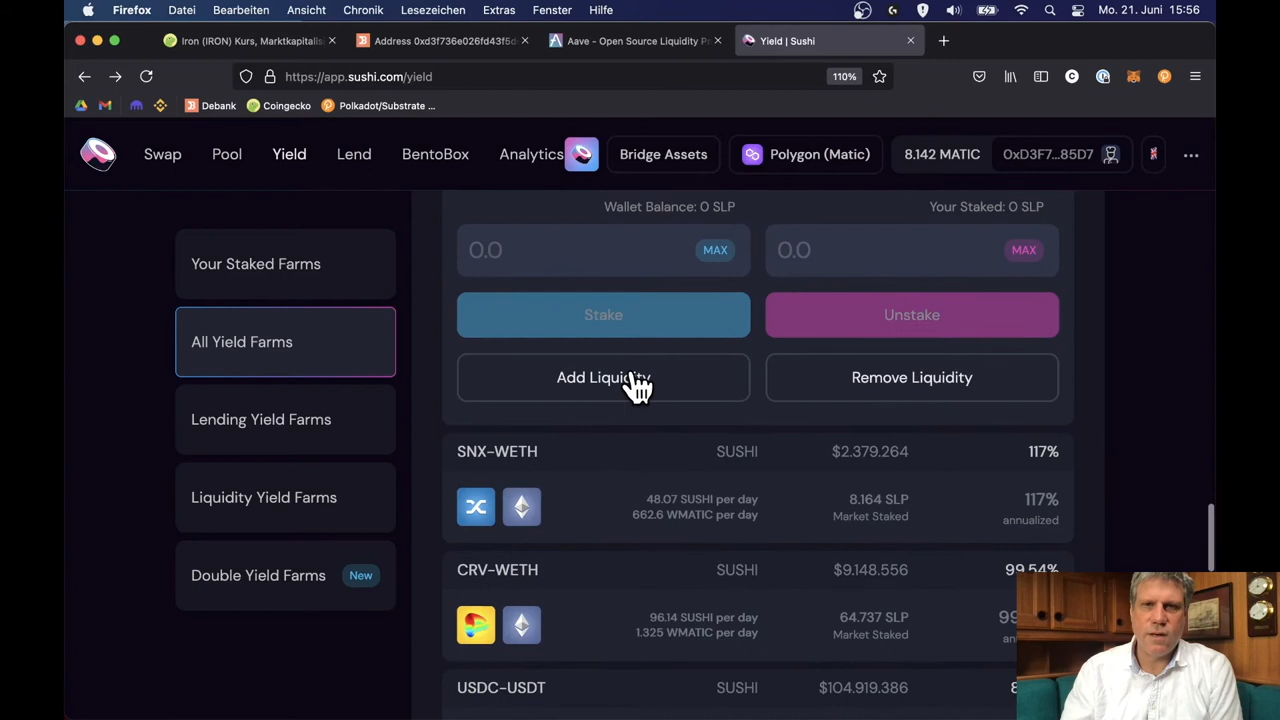 Firefox Datei Bearbeiten Ansicht Chronik Lesezeichen Extras Fenster Hilfe Mo. 21. Juni 15:56
Iron (IRON) Kurs, Marktkapitalis Address 0xd3f736e026fd43f5d Aave - Open Source Liquidity P Yield | Sushi
https://app.sushi.com/yield 110%
Debank Coingecko Polkadot/Substrate ...
Swap Pool Yield Lend BentoBox Analytics Bridge Assets Polygon (Matic) 8.142 MATIC 0xD3F7...85D7
Wallet Balance: 0 SLP Your Staked: 0 SLP
Your Staked Farms
0.0 MAX 0.0 MAX
All Yield Farms
Stake Unstake
Add Liquidity Remove Liquidity
Lending Yield Farms
SNX-WETH SUSHI $2.379.264 117%
Liquidity Yield Farms
48.07 SUSHI per day 8.164 SLP 117%
662.6 WMATIC per day Market Staked annualized
Double Yield Farms New
CRV-WETH SUSHI $9.148.556 99.54%
96.14 SUSHI per day 64.737 SLP
1.325 WMATIC per day Market Staked
USDC-USDT SUSHI $104.919.386